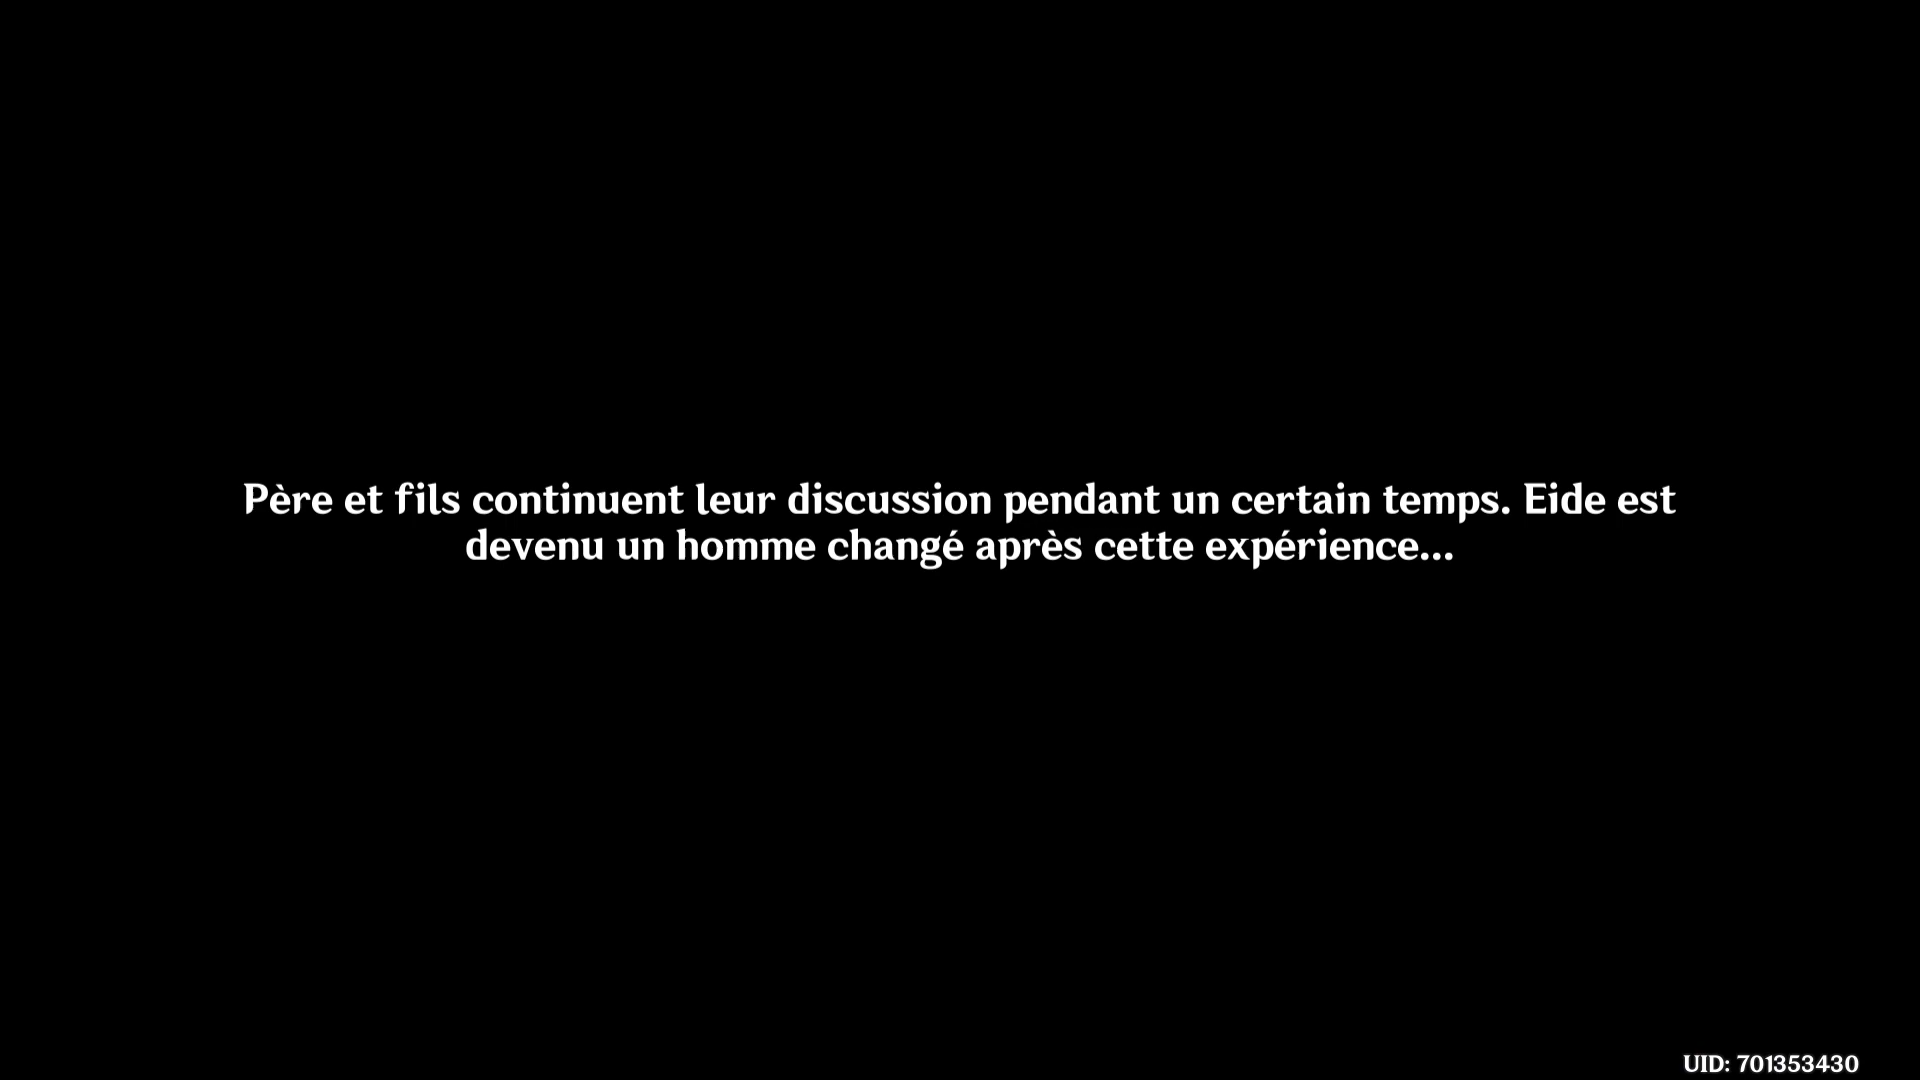 Père et fils continuent leur discussion pendant un certain temps. Eide est
devenu un homme changé après cette expérience...
UID: 701353430